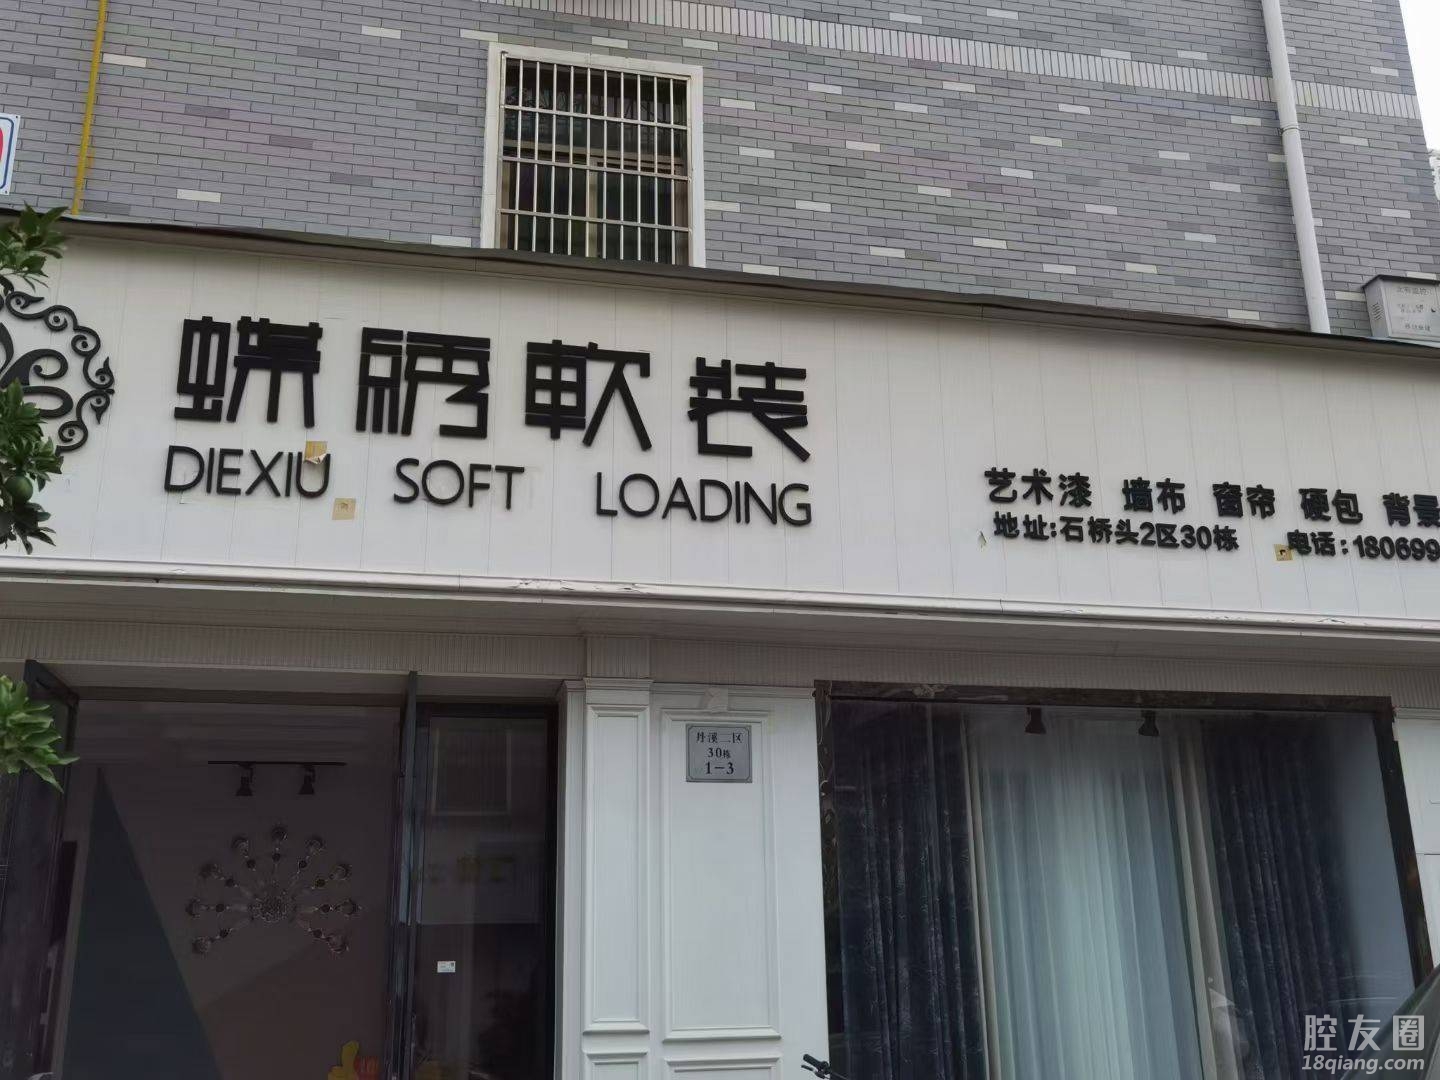 蝶绣軟装
DIEXIU SOFT LOADING
艺术漆 墙布 窗帘 硬包 背景
地址:石桥头2区30栋 电话:180699
丹溪二区
30栋
1-3
腔友圈
18qiang.com